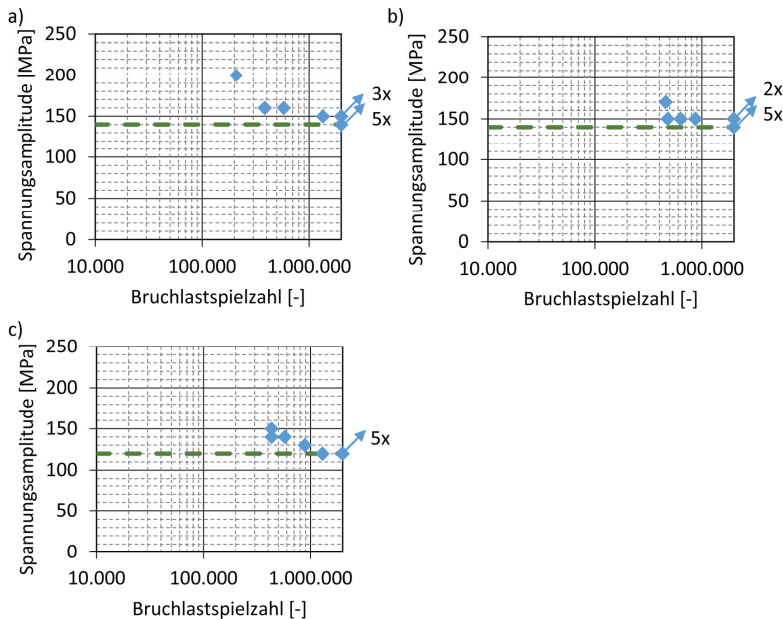 a)
Spannungsamplitude [MPa]
250
200
150
100
50
0
3x
5x
10.000
100.000
1.000.000
Bruchlastspielzahl [-]
b)
Spannungsamplitude [MPa]
250
200
150
100
50
0
2x
5x
10.000
100.000
1.000.000
Bruchlastspielzahl [-]
c)
Spannungsamplitude [MPa]
250
200
150
100
50
0
5x
10.000
100.000
1.000.000
Bruchlastspielzahl [-]